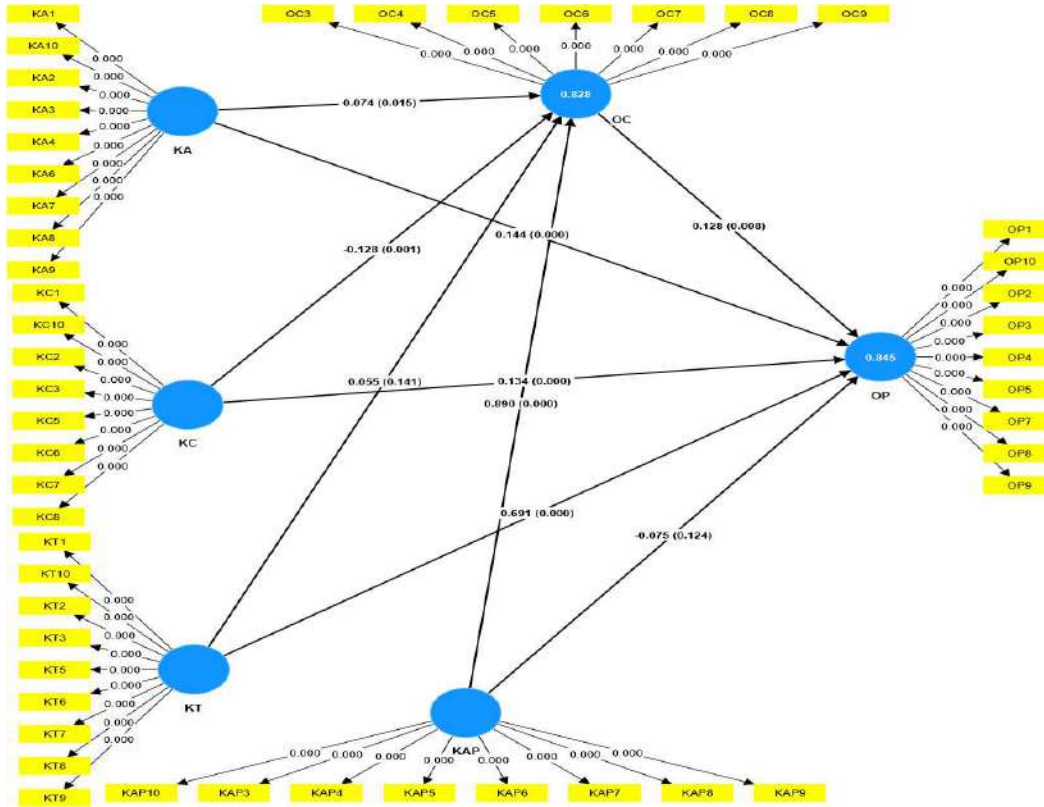 KA1
KA10
KA2
KA3
KA4
KA6
KA7
KA8
KA9
0.000
0.000
0.000
0.000
0.000
0.000
0.000
0.000
0.000
KA
OC3
OC4
OC5
OC6
OC7
OC8
OC9
0.000
0.000
0.000
0.000
0.000
0.000
0.000
0.828
OC
0.074 (0.015)
-0.128 (0.001)
0.144 (0.000)
0.128 (0.008)
KC1
KC10
KC2
KC3
KC5
KC6
KC7
KC8
0.000
0.000
0.000
0.000
0.000
0.000
0.000
0.000
KC
0.055 (0.141)
0.134 (0.000)
0.890 (0.000)
OP1
OP10
OP2
OP3
OP4
OP5
OP7
OP8
OP9
0.000
0.000
0.000
0.000
0.000
0.000
0.000
0.000
0.000
0.845
OP
0.691 (0.000)
-0.075 (0.124)
KT1
KT10
KT2
KT3
KT5
KT6
KT7
KT8
KT9
0.000
0.000
0.000
0.000
0.000
0.000
0.000
0.000
0.000
KT
KAP
0.000
0.000
0.000
0.000
0.000
0.000
0.000
0.000
KAP10
KAP3
KAP4
KAP5
KAP6
KAP7
KAP8
KAP9